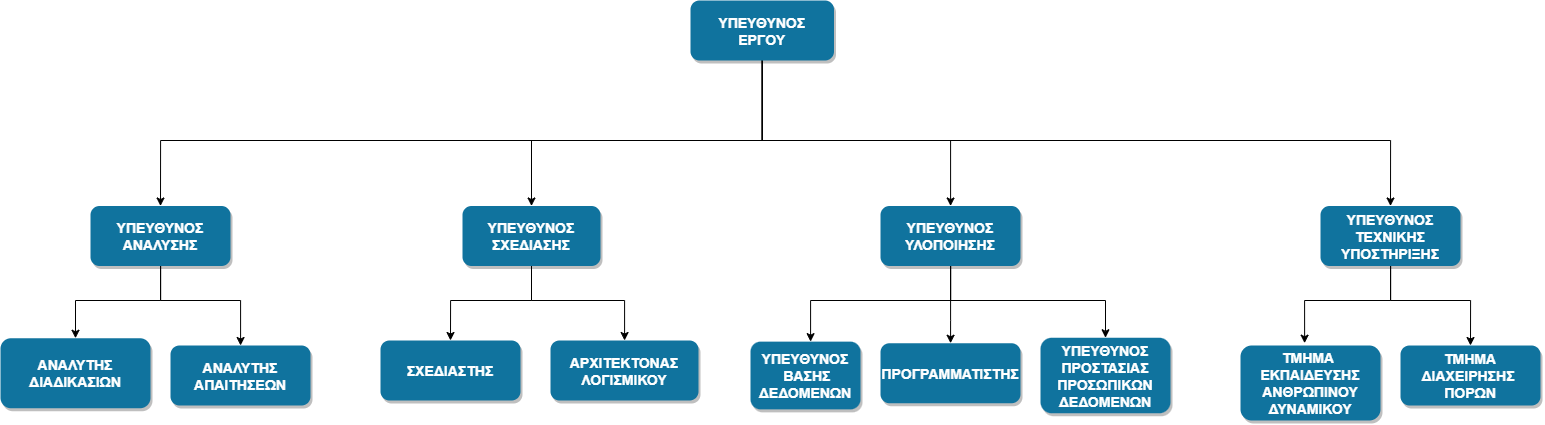 ΥΠΕΥΘΥΝΟΣ
ΕΡΓΟΥ
ΥΠΕΥΘΥΝΟΣ
ΑΝΑΛΥΣΗΣ
ΥΠΕΥΘΥΝΟΣ
ΣΧΕΔΙΑΣΗΣ
ΥΠΕΥΘΥΝΟΣ
ΥΛΟΠΟΙΗΣΗΣ
ΥΠΕΥΘΥΝΟΣ
ΤΕΧΝΙΚΗΣ
ΥΠΟΣΤΗΡΙΞΗΣ
ΑΝΑΛΥΤΗΣ
ΔΙΑΔΙΚΑΣΙΩΝ
ΑΝΑΛΥΤΗΣ
ΑΠΑΙΤΗΣΕΩΝ
ΣΧΕΔΙΑΣΤΗΣ
ΑΡΧΙΤΕΚΤΟΝΑΣ
ΛΟΓΙΣΜΙΚΟΥ
ΥΠΕΥΘΥΝΟΣ
ΒΑΣΗΣ
ΔΕΔΟΜΕΝΩΝ
ΠΡΟΓΡΑΜΜΑΤΙΣΤΗΣ
ΥΠΕΥΘΥΝΟΣ
ΠΡΟΣΤΑΣΙΑΣ
ΠΡΟΣΩΠΙΚΩΝ
ΔΕΔΟΜΕΝΩΝ
ΤΜΗΜΑ
ΕΚΠΑΙΔΕΥΣΗΣ
ΑΝΘΡΩΠΙΝΟΥ
ΔΥΝΑΜΙΚΟΥ
ΤΜΗΜΑ
ΔΙΑΧΕΙΡΗΣΗΣ
ΠΟΡΩΝ